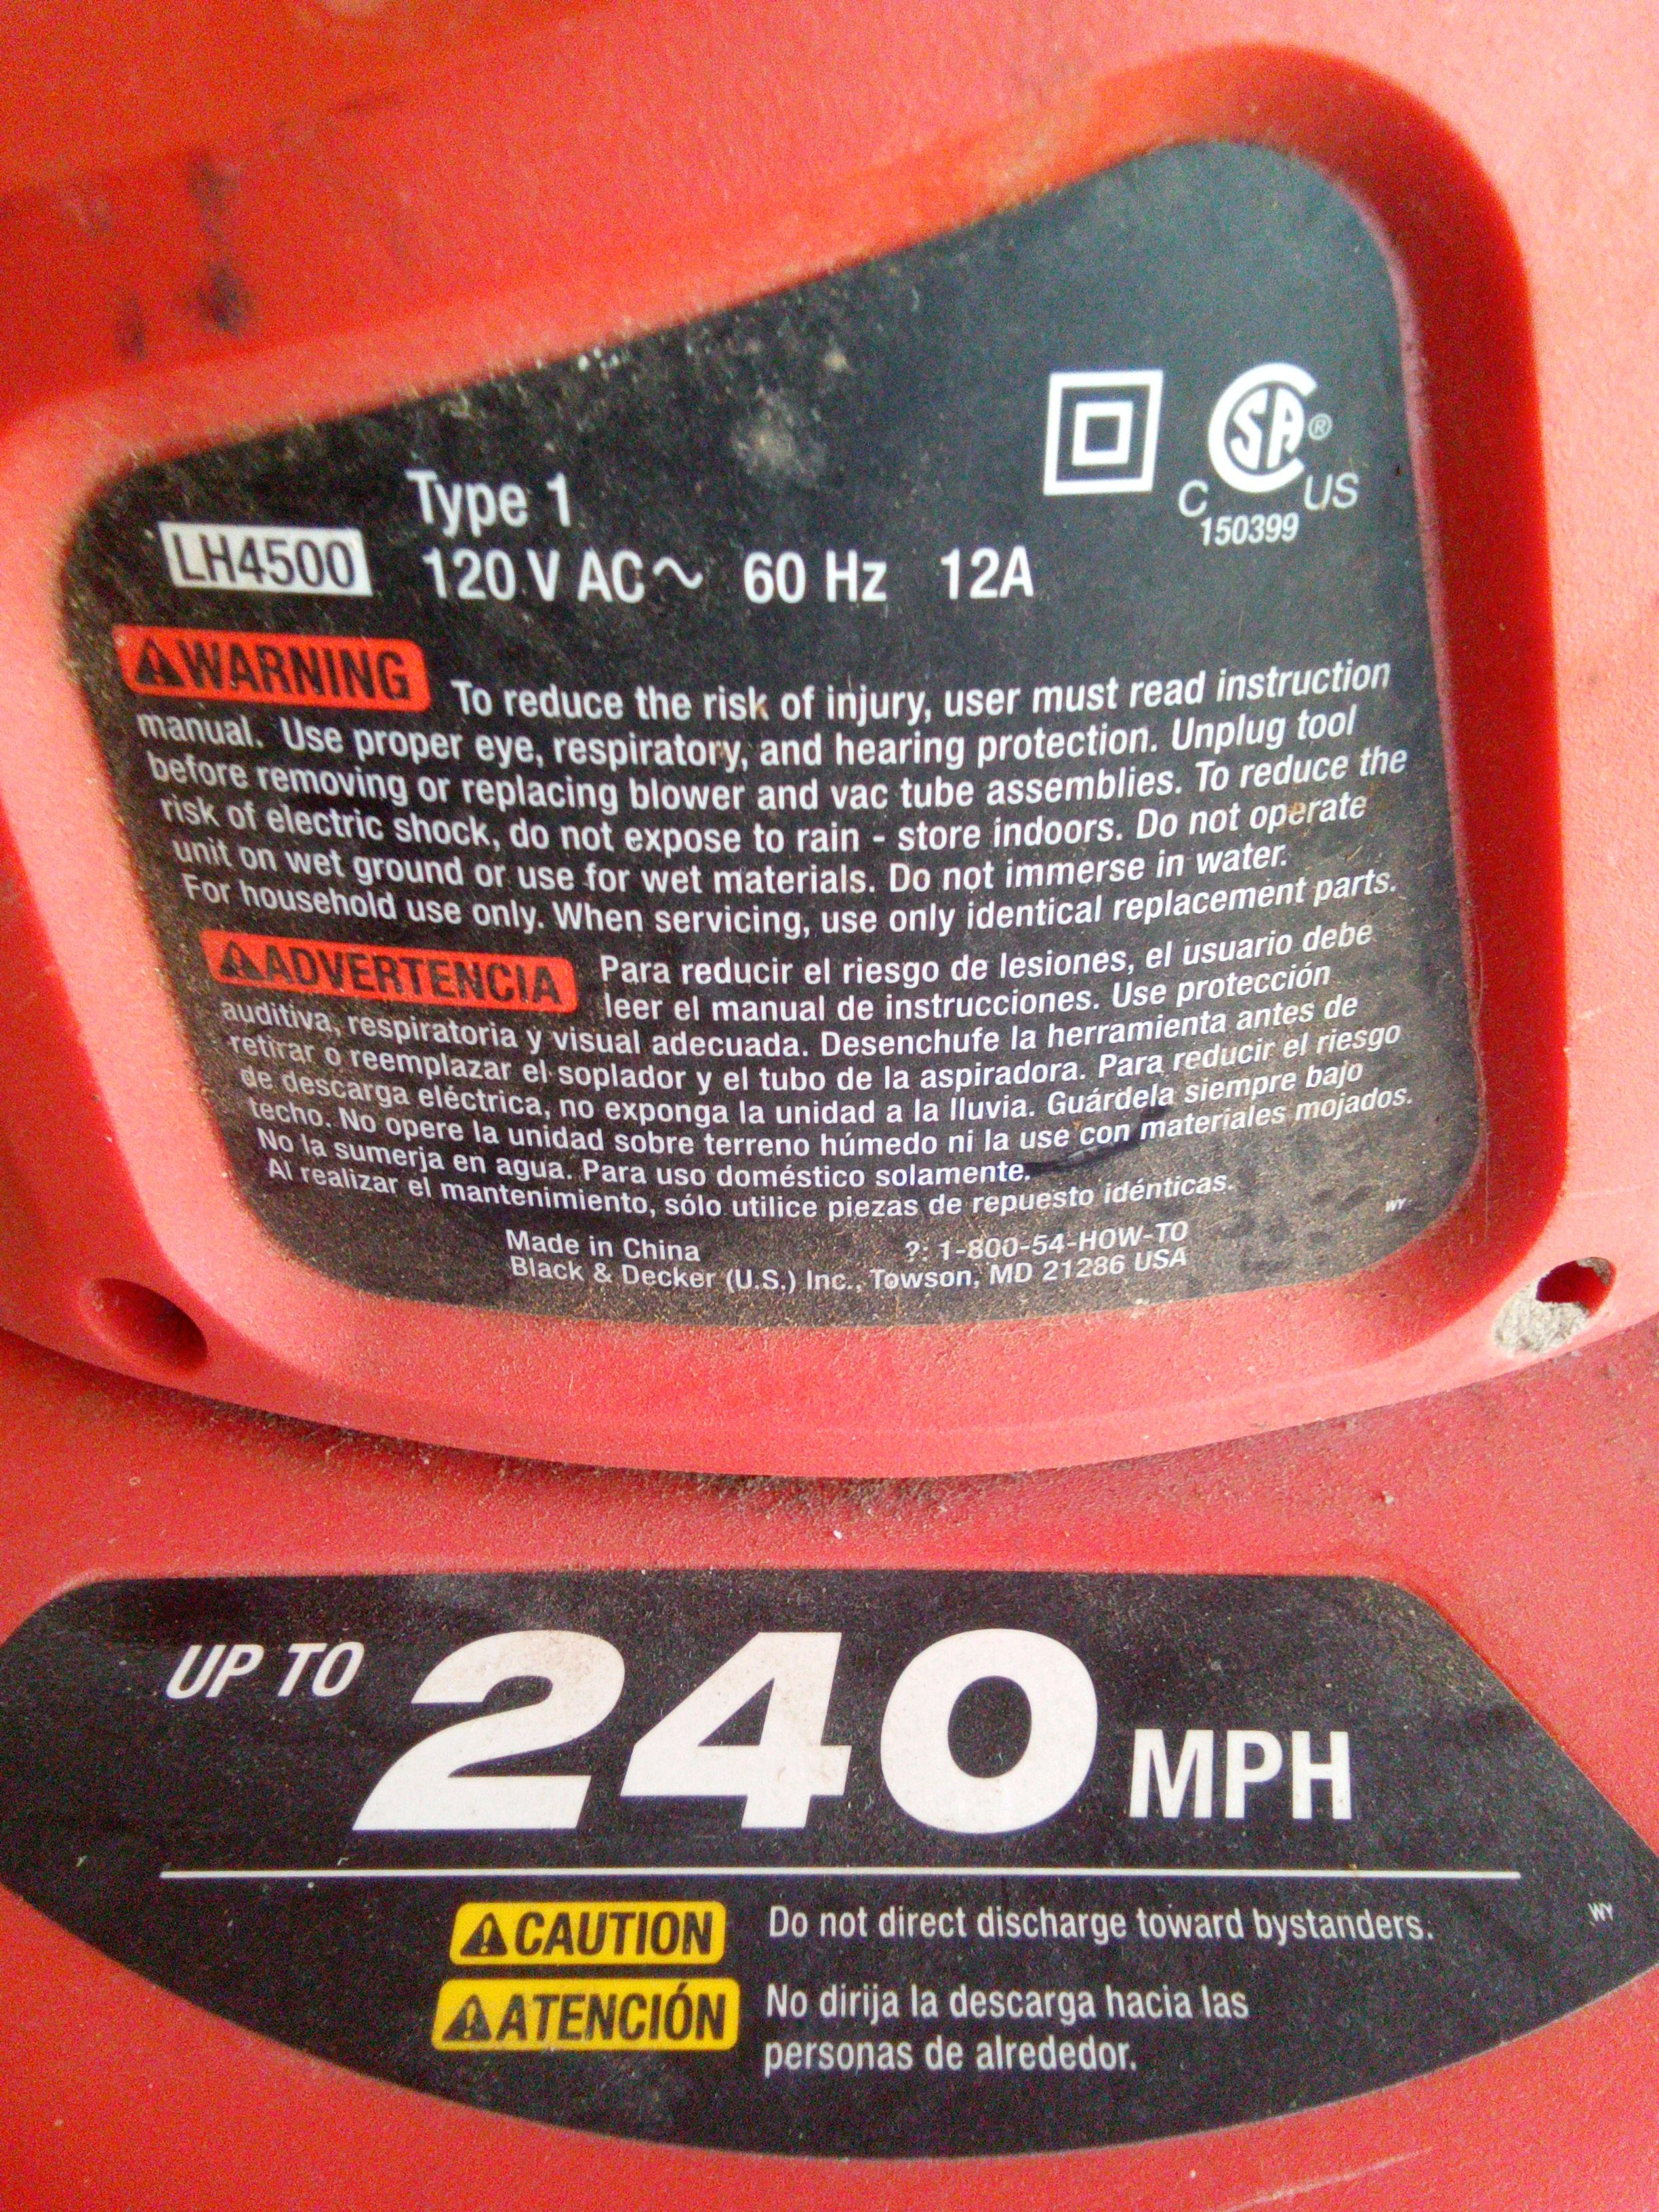 Type 1
LH4500 120 V AC~ 60 Hz 12A
SA®
C US
150399
WARNING To reduce the risk of injury, user must read instruction
manual. Use proper eye, respiratory, and hearing protection. Unplug tool
before removing or replacing blower and vac tube assemblies. To reduce the
risk of electric shock, do not expose to rain - store indoors. Do not operate
unit on wet ground or use for wet materials. Do not immerse in water.
For household use only. When servicing, use only identical replacement parts.
ADVERTENCIA Para reducir el riesgo de lesiones, el usuario debe
leer el manual de instrucciones. Use protección
auditiva, respiratoria y visual adecuada. Desenchufe la herramienta antes de
retirar o reemplazar el soplador y el tubo de la aspiradora. Para reducir el riesgo
de descarga eléctrica, no exponga la unidad a la lluvia. Guárdela siempre bajo
techo. No opere la unidad sobre terreno húmedo ni la use con materiales mojados.
No la sumerja en agua. Para uso doméstico solamente.
Al realizar el mantenimiento, sólo utilice piezas de repuesto idénticas.
WY
Made in China ?: 1-800-54-HOW-TO
Black & Decker (U.S.) Inc., Towson, MD 21286 USA
UP TO 240 MPH
CAUTION Do not direct discharge toward bystanders.
WY
ATENCIÓN No dirija la descarga hacia las
personas de alrededor.